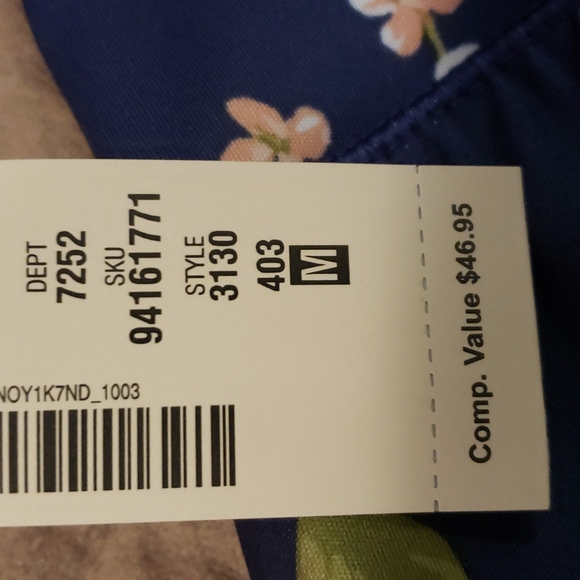 DEPT
7252
SKU
94161771
STYLE
3130
403
M
NOY1K7ND_1003
Comp. Value $46.95